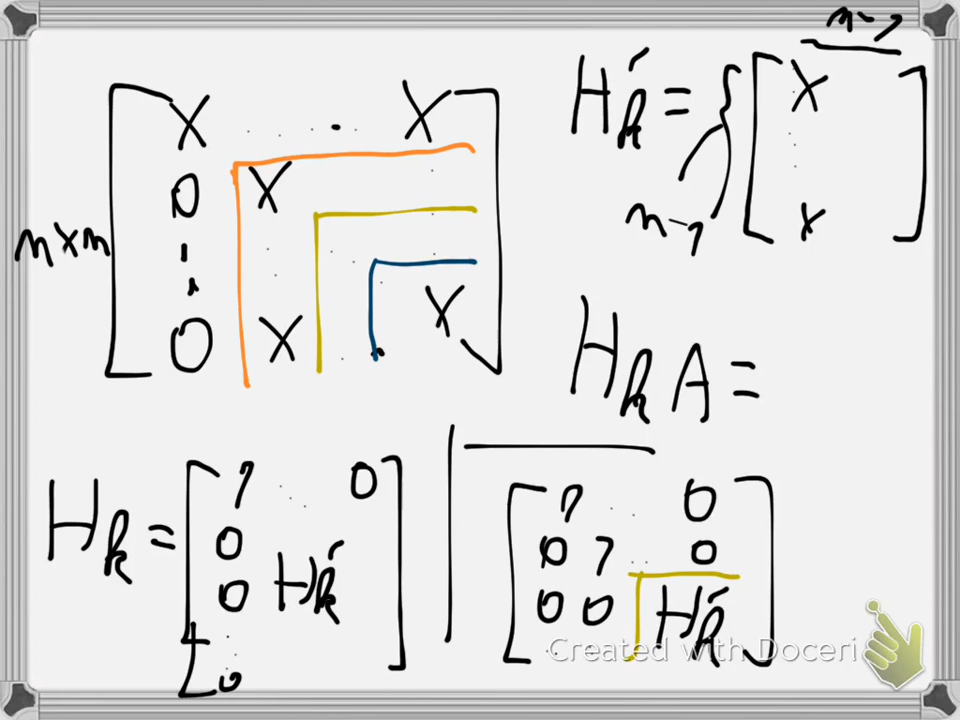 n-1
X . . . . X
H'k = { [ X
0 X
n×n
n-1
x ]
0 X . . X
HkA =
Hk = [ 1 . . 0
0
0 H'k
0 ]
[ 1 . . 0
0 1 . . 0
0 0 H'k ]
Created with Doceri